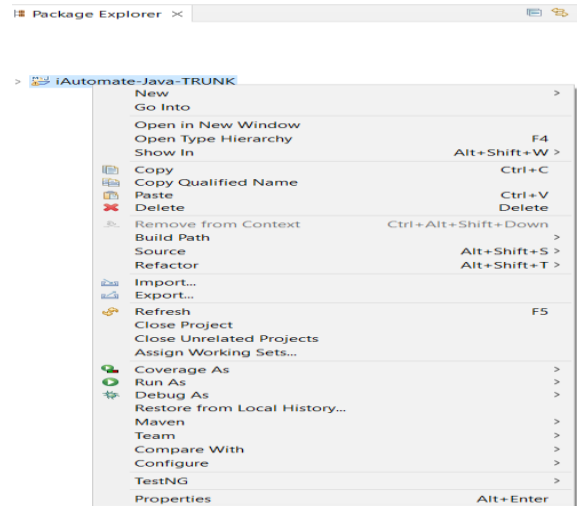 Package Explorer
iAutomate-Java-TRUNK
New
Go Into
Open in New Window
Open Type Hierarchy F4
Show In Alt+Shift+W >
Copy Ctrl+C
Copy Qualified Name
Paste Ctrl+V
Delete Delete
Remove from Context Ctrl+Alt+Shift+Down
Build Path
Source Alt+Shift+S >
Refactor Alt+Shift+T >
Import...
Export...
Refresh F5
Close Project
Close Unrelated Projects
Assign Working Sets...
Coverage As
Run As
Debug As
Restore from Local History...
Maven
Team
Compare With
Configure
TestNG
Properties Alt+Enter